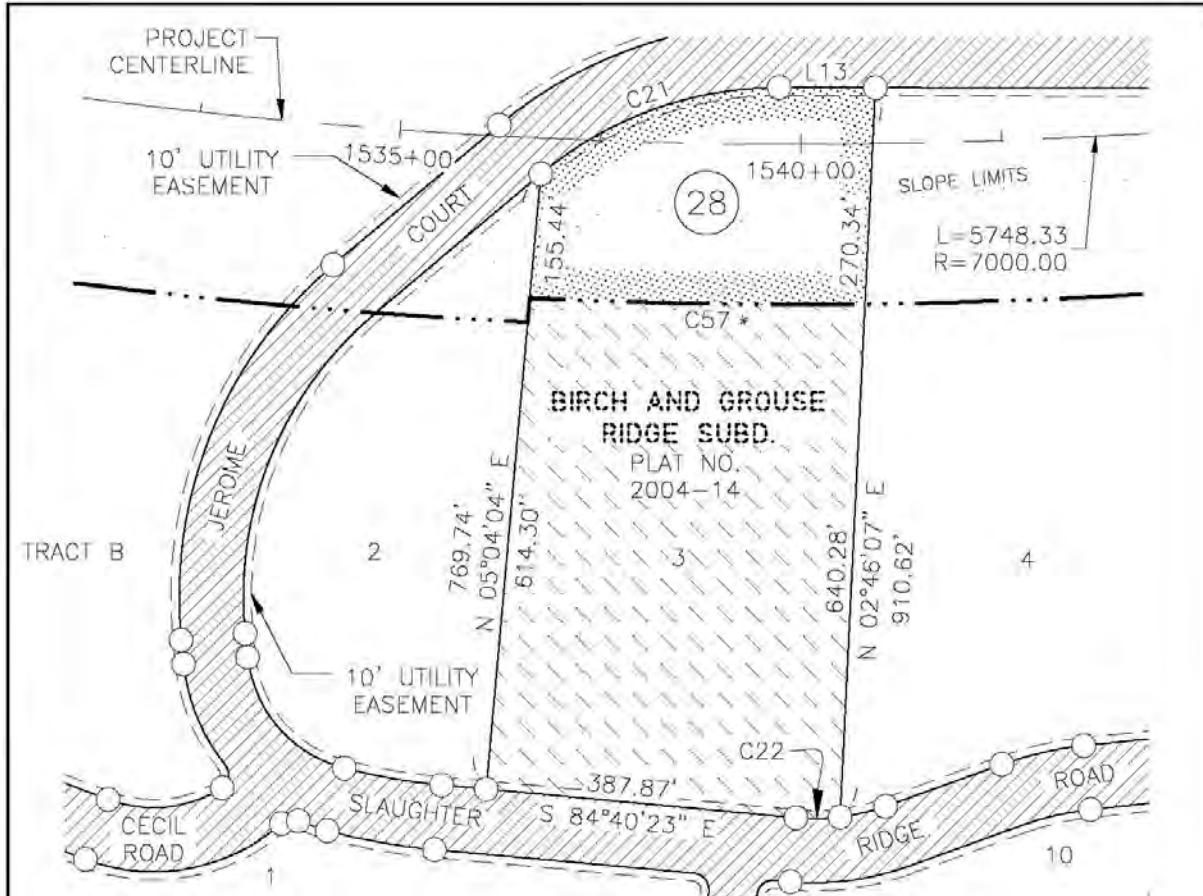 PROJECT
CENTERLINE
L13
C21
10' UTILITY
EASEMENT
1535+00
1540+00
SLOPE LIMITS
28
COURT
155.44'
270.34'
L=5748.33
R=7000.00
C57 *
BIRCH AND GROUSE
RIDGE SUBD.
PLAT NO.
2004-14
JEROME
769.74'
N 05°04'04" E
614.30'
640.28'
N 02°46'07" E
910.62'
TRACT B
2
3
4
10' UTILITY
EASEMENT
C22
387.87'
S 84°40'23" E
SLAUGHTER
RIDGE
ROAD
CECIL
ROAD
1
10